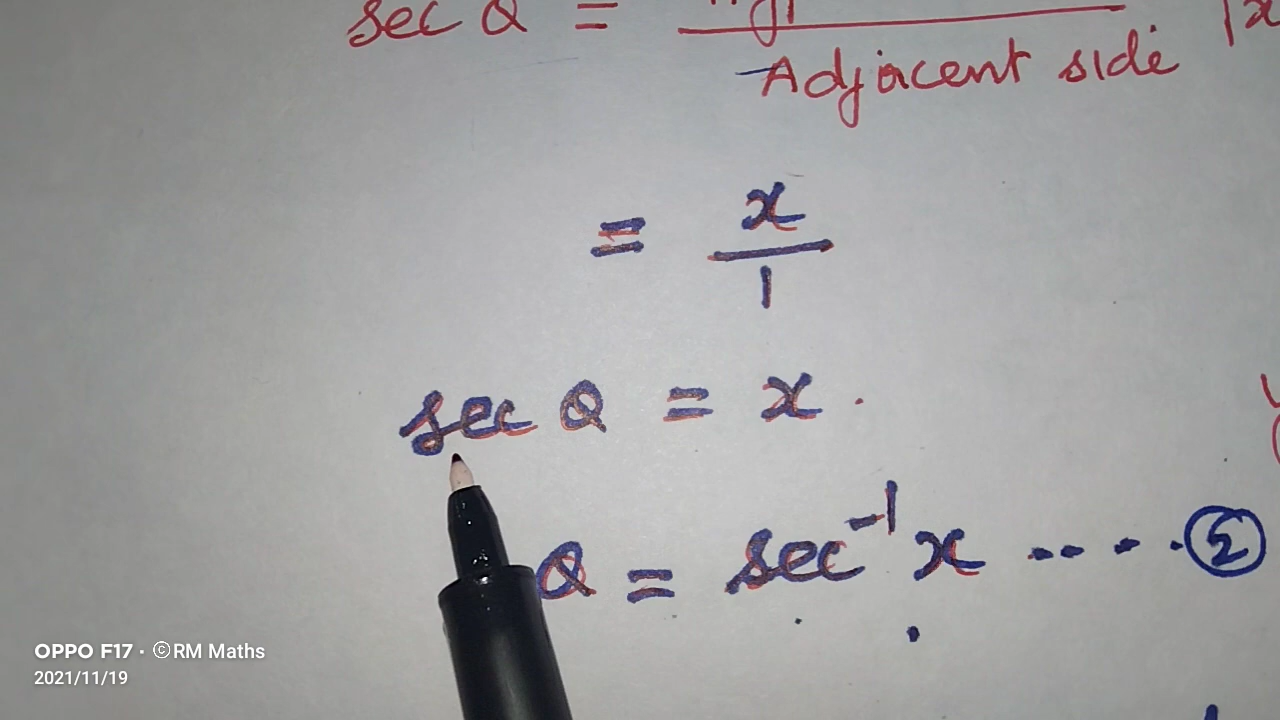 sec θ = Adjacent side |x
= x / 1
sec θ = x .
θ = sec⁻¹ x ---- ②
OPPO F17 · ©RM Maths
2021/11/19